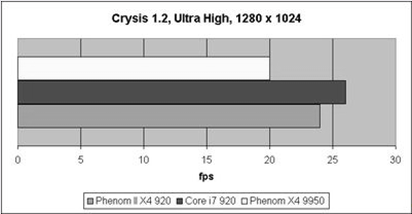 Crysis 1.2, Ultra High, 1280 x 1024
0 5 10 15 20 25 30
fps
Phenom II X4 920 Core i7 920 Phenom X4 9950